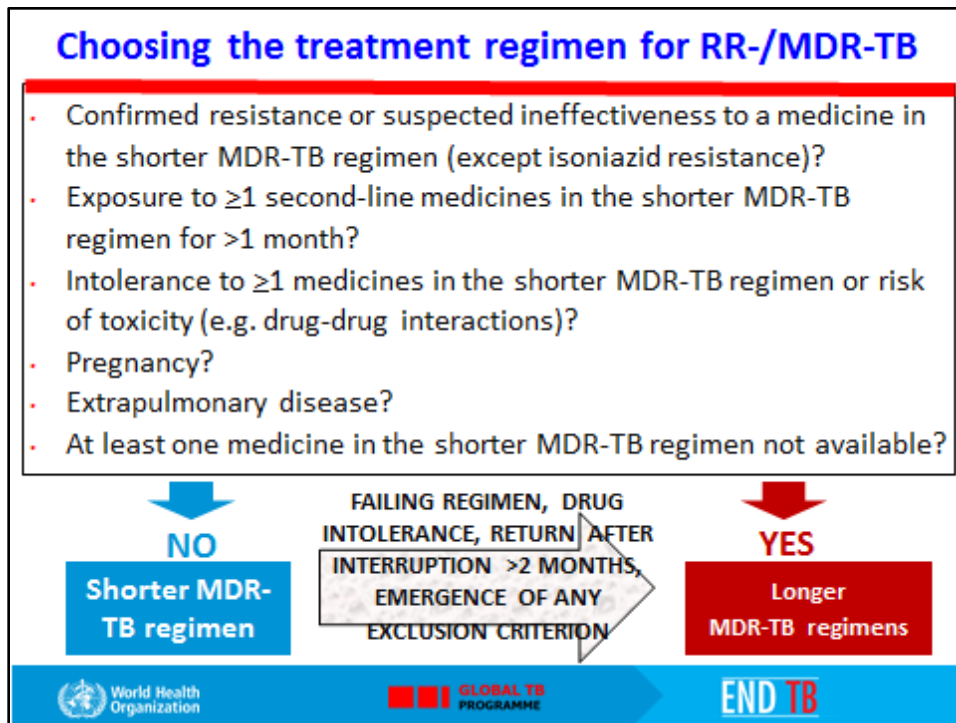 Choosing the treatment regimen for RR-/MDR-TB
• Confirmed resistance or suspected ineffectiveness to a medicine in
the shorter MDR-TB regimen (except isoniazid resistance)?
• Exposure to ≥1 second-line medicines in the shorter MDR-TB
regimen for >1 month?
• Intolerance to ≥1 medicines in the shorter MDR-TB regimen or risk
of toxicity (e.g. drug-drug interactions)?
• Pregnancy?
• Extrapulmonary disease?
• At least one medicine in the shorter MDR-TB regimen not available?
NO
Shorter MDR-
TB regimen
FAILING REGIMEN, DRUG
INTOLERANCE, RETURN AFTER
INTERRUPTION >2 MONTHS,
EMERGENCE OF ANY
EXCLUSION CRITERION
YES
Longer
MDR-TB regimens
World Health
Organization
GLOBAL TB
PROGRAMME
END TB